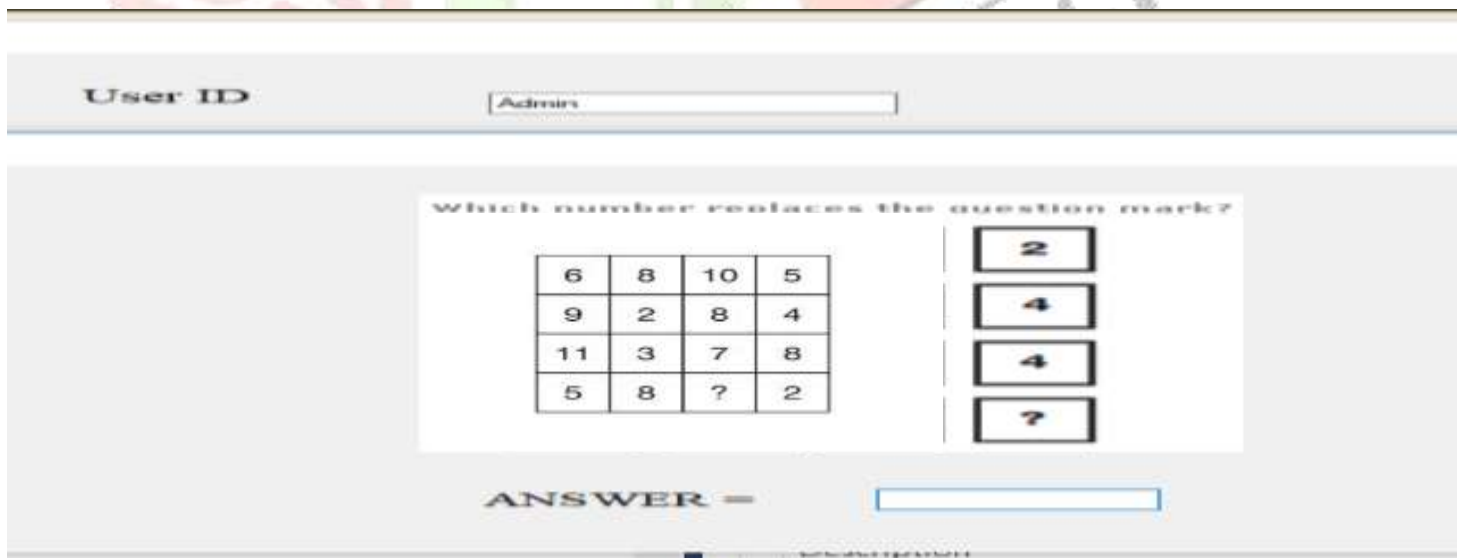 User ID
Admin
Which number replaces the question mark?
6 8 10 5
9 2 8 4
11 3 7 8
5 8 ? 2
2
4
4
?
ANSWER =